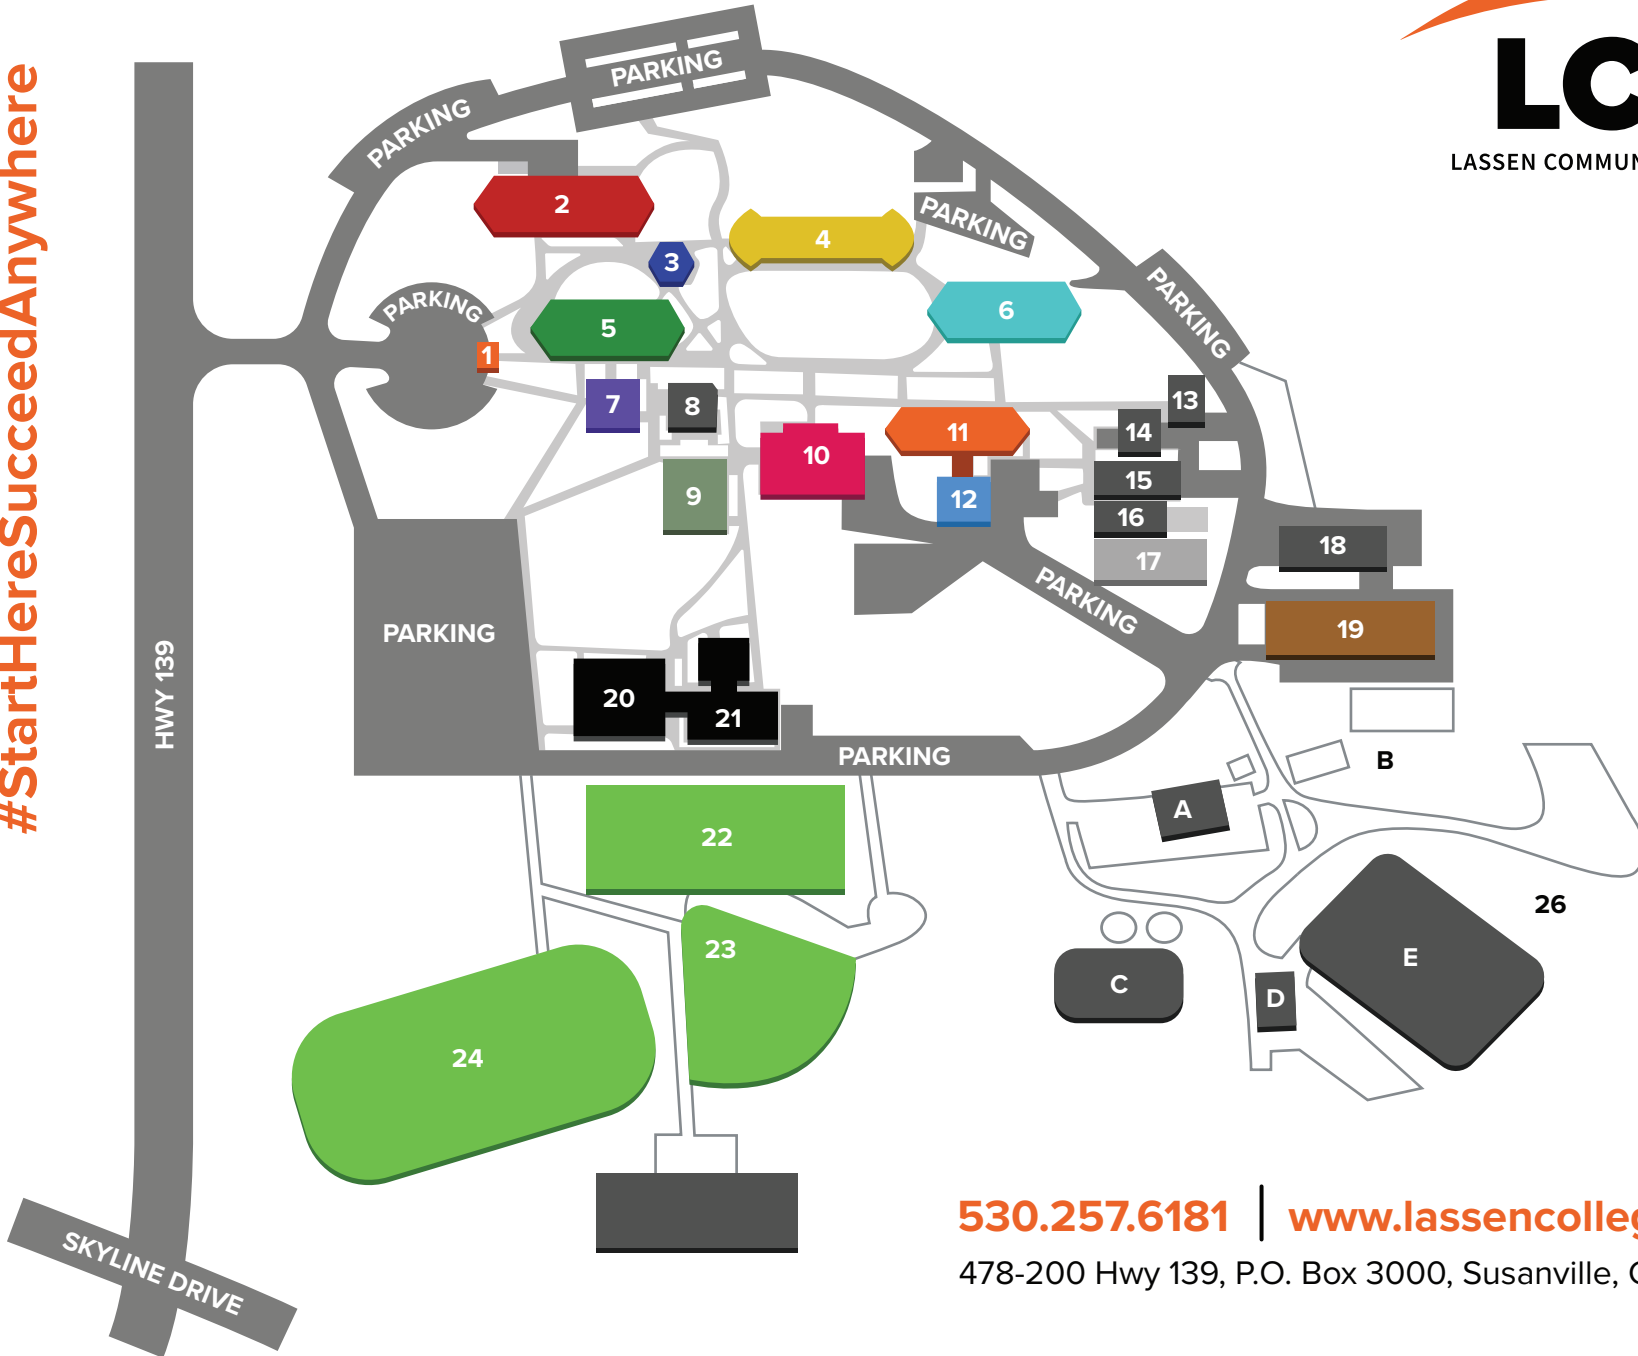 #StartHereSucceedAnywhere
LC
LASSEN COMMUN
PARKING
PARKING
2
3
4
PARKING
PARKING
5
6
PARKING
1
7
8
13
10
11
14
9
12
15
16
17
18
PARKING
PARKING
19
HWY 139
20
21
PARKING
B
A
22
23
26
E
C
D
24
530.257.6181 | www.lassencolleg
478-200 Hwy 139, P.O. Box 3000, Susanville, C
SKYLINE DRIVE